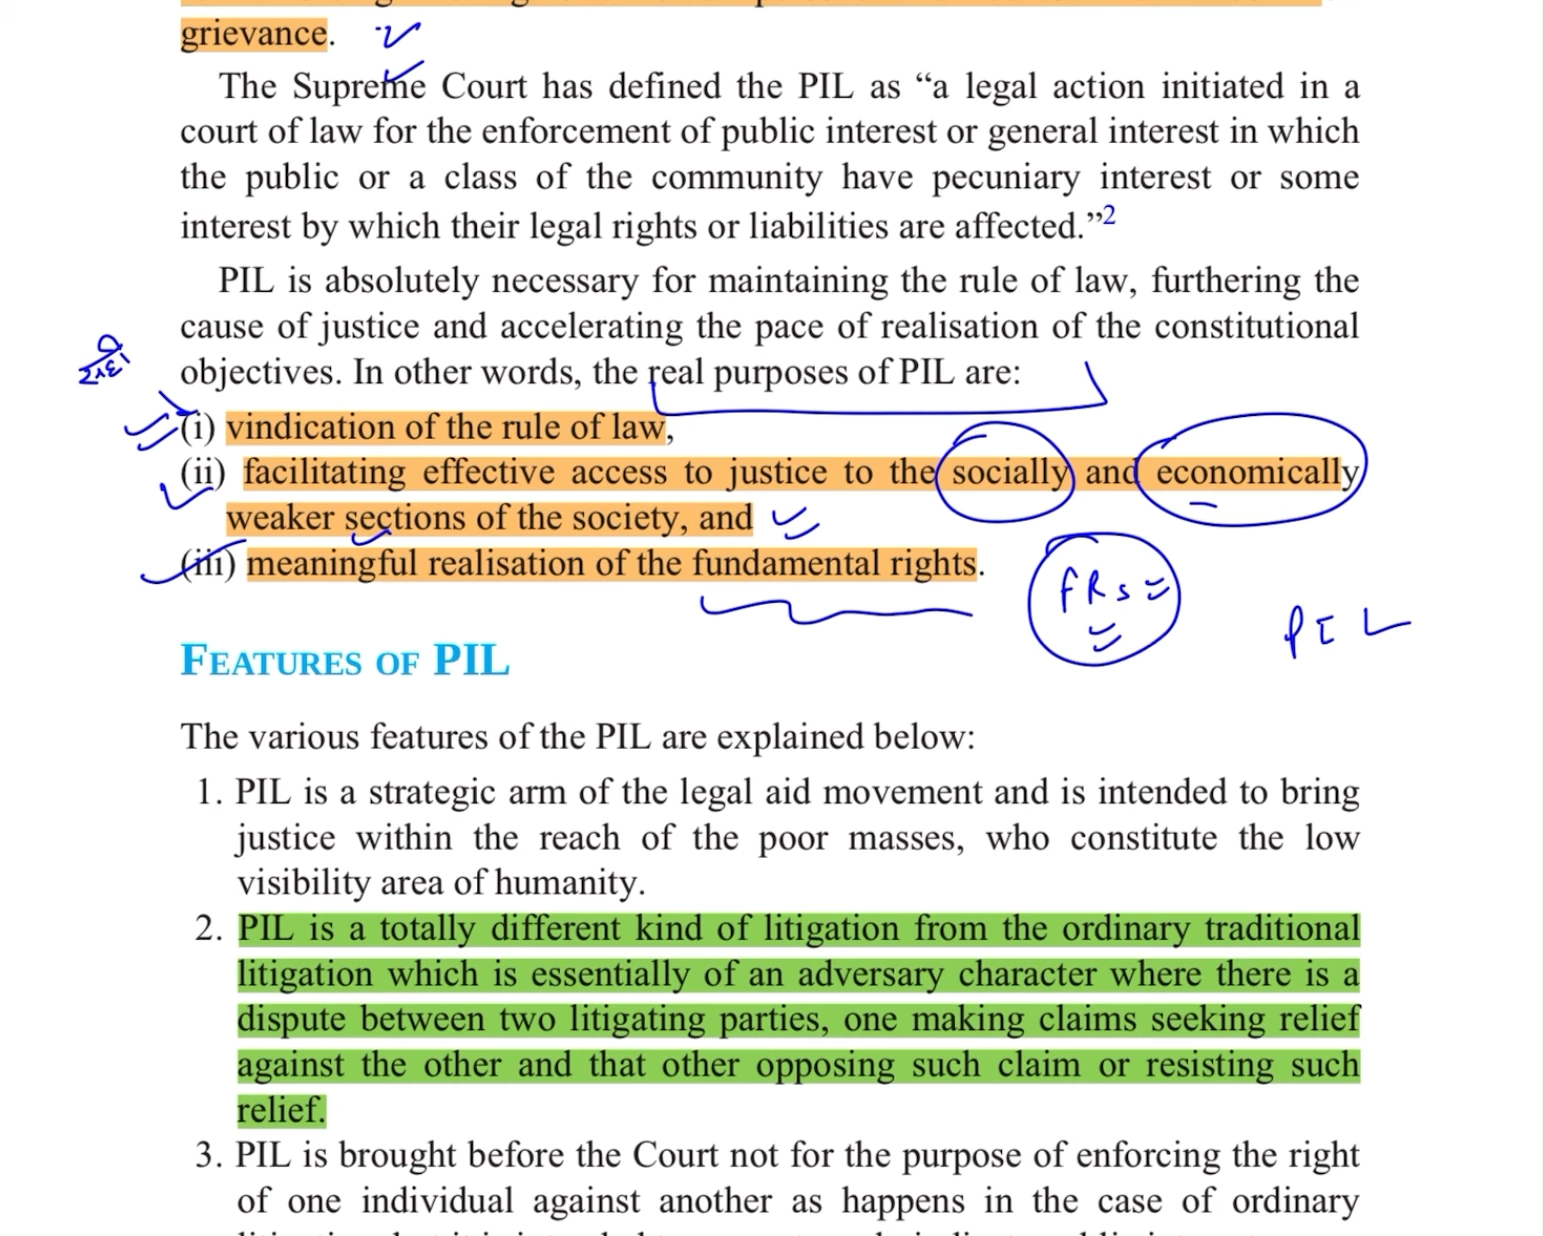 grievance.
The Supreme Court has defined the PIL as “a legal action initiated in a
court of law for the enforcement of public interest or general interest in which
the public or a class of the community have pecuniary interest or some
interest by which their legal rights or liabilities are affected.”2
PIL is absolutely necessary for maintaining the rule of law, furthering the
cause of justice and accelerating the pace of realisation of the constitutional
objectives. In other words, the real purposes of PIL are:
(i) vindication of the rule of law,
(ii) facilitating effective access to justice to the socially and economically
weaker sections of the society, and
(iii) meaningful realisation of the fundamental rights.
FRs
PIL
FEATURES OF PIL
The various features of the PIL are explained below:
1. PIL is a strategic arm of the legal aid movement and is intended to bring
justice within the reach of the poor masses, who constitute the low
visibility area of humanity.
2. PIL is a totally different kind of litigation from the ordinary traditional
litigation which is essentially of an adversary character where there is a
dispute between two litigating parties, one making claims seeking relief
against the other and that other opposing such claim or resisting such
relief.
3. PIL is brought before the Court not for the purpose of enforcing the right
of one individual against another as happens in the case of ordinary